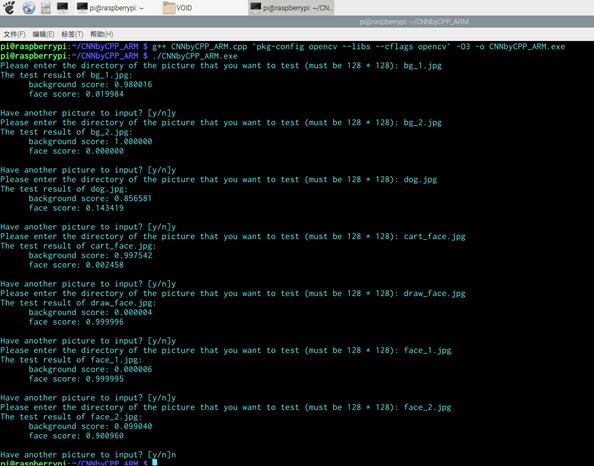 pi@raspberrypi: ~
VOID
pi@raspberrypi: ~/CN...
pi@raspberrypi: ~/CNNbyCPP_ARM
文件(F) 编辑(E) 标签(T) 帮助(H)
pi@raspberrypi:~/CNNbyCPP_ARM $ g++ CNNbyCPP_ARM.cpp `pkg-config opencv --libs --cflags opencv` -O3 -o CNNbyCPP_ARM.exe
pi@raspberrypi:~/CNNbyCPP_ARM $ ./CNNbyCPP_ARM.exe
Please enter the directory of the picture that you want to test (must be 128 * 128): bg_1.jpg
The test result of bg_1.jpg:
background score: 0.980016
face score: 0.019984
Have another picture to input? [y/n]y
Please enter the directory of the picture that you want to test (must be 128 * 128): bg_2.jpg
The test result of bg_2.jpg:
background score: 1.000000
face score: 0.000000
Have another picture to input? [y/n]y
Please enter the directory of the picture that you want to test (must be 128 * 128): dog.jpg
The test result of dog.jpg:
background score: 0.856581
face score: 0.143419
Have another picture to input? [y/n]y
Please enter the directory of the picture that you want to test (must be 128 * 128): cart_face.jpg
The test result of cart_face.jpg:
background score: 0.997542
face score: 0.002458
Have another picture to input? [y/n]y
Please enter the directory of the picture that you want to test (must be 128 * 128): draw_face.jpg
The test result of draw_face.jpg:
background score: 0.000004
face score: 0.999996
Have another picture to input? [y/n]y
Please enter the directory of the picture that you want to test (must be 128 * 128): face_1.jpg
The test result of face_1.jpg:
background score: 0.000006
face score: 0.999995
Have another picture to input? [y/n]y
Please enter the directory of the picture that you want to test (must be 128 * 128): face_2.jpg
The test result of face_2.jpg:
background score: 0.099040
face score: 0.900960
Have another picture to input? [y/n]n
pi@raspberrypi:~/CNNbyCPP_ARM $